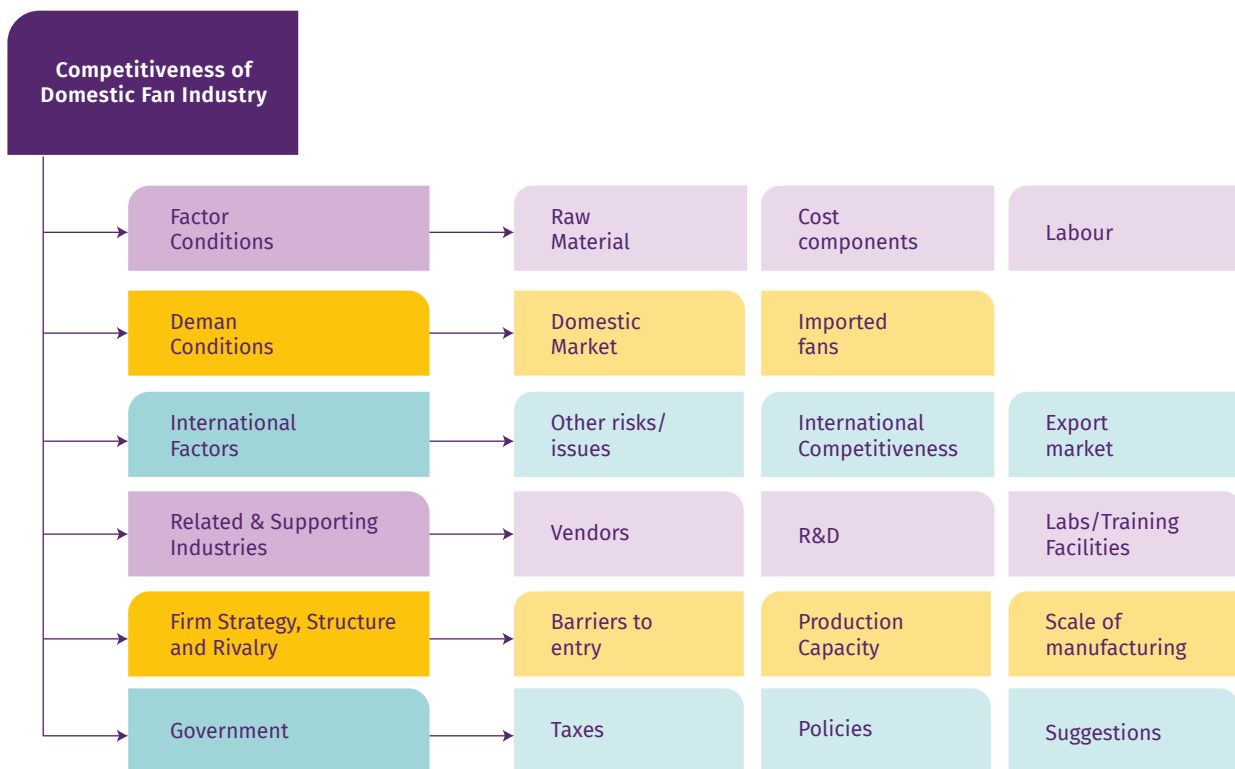 Competitiveness of
Domestic Fan Industry
Factor
Conditions
Raw
Material
Cost
components
Labour
Deman
Conditions
Domestic
Market
Imported
fans
International
Factors
Other risks/
issues
International
Competitiveness
Export
market
Related & Supporting
Industries
Vendors
R&D
Labs/Training
Facilities
Firm Strategy, Structure
and Rivalry
Barriers to
entry
Production
Capacity
Scale of
manufacturing
Government
Taxes
Policies
Suggestions